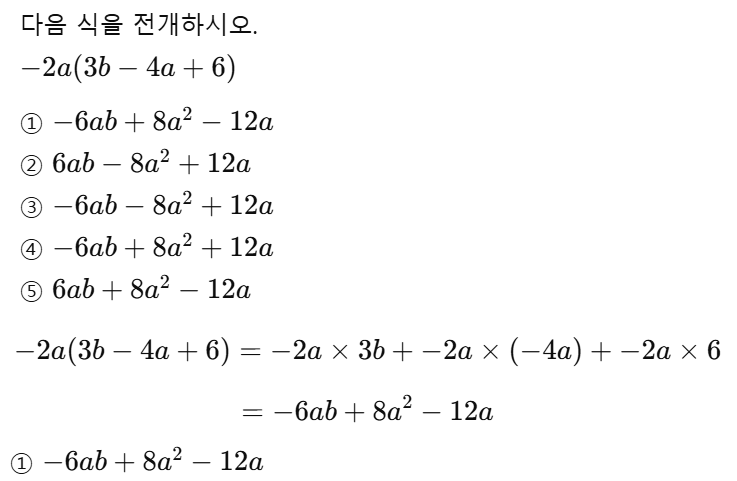 다음 식을 전개하시오.
−2a(3b − 4a + 6)
① −6ab + 8a² − 12a
② 6ab − 8a² + 12a
③ −6ab − 8a² + 12a
④ −6ab + 8a² + 12a
⑤ 6ab + 8a² − 12a
−2a(3b − 4a + 6) = −2a × 3b + −2a × (−4a) + −2a × 6
= −6ab + 8a² − 12a
① −6ab + 8a² − 12a